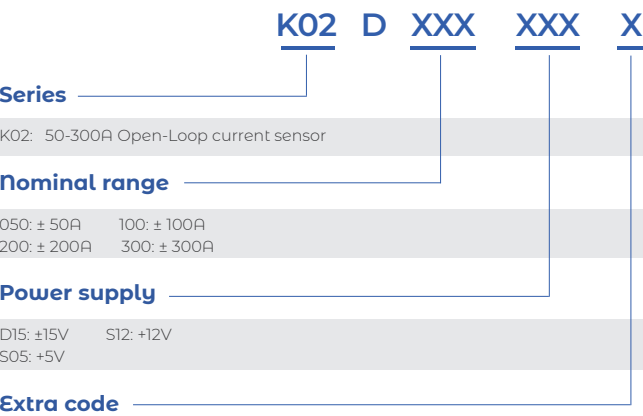 K02 D XXX XXX X
Series
K02: 50-300A Open-Loop current sensor
Nominal range
050: ± 50A 100: ± 100A
200: ± 200A 300: ± 300A
Power supply
D15: ±15V S12: +12V
S05: +5V
Extra code